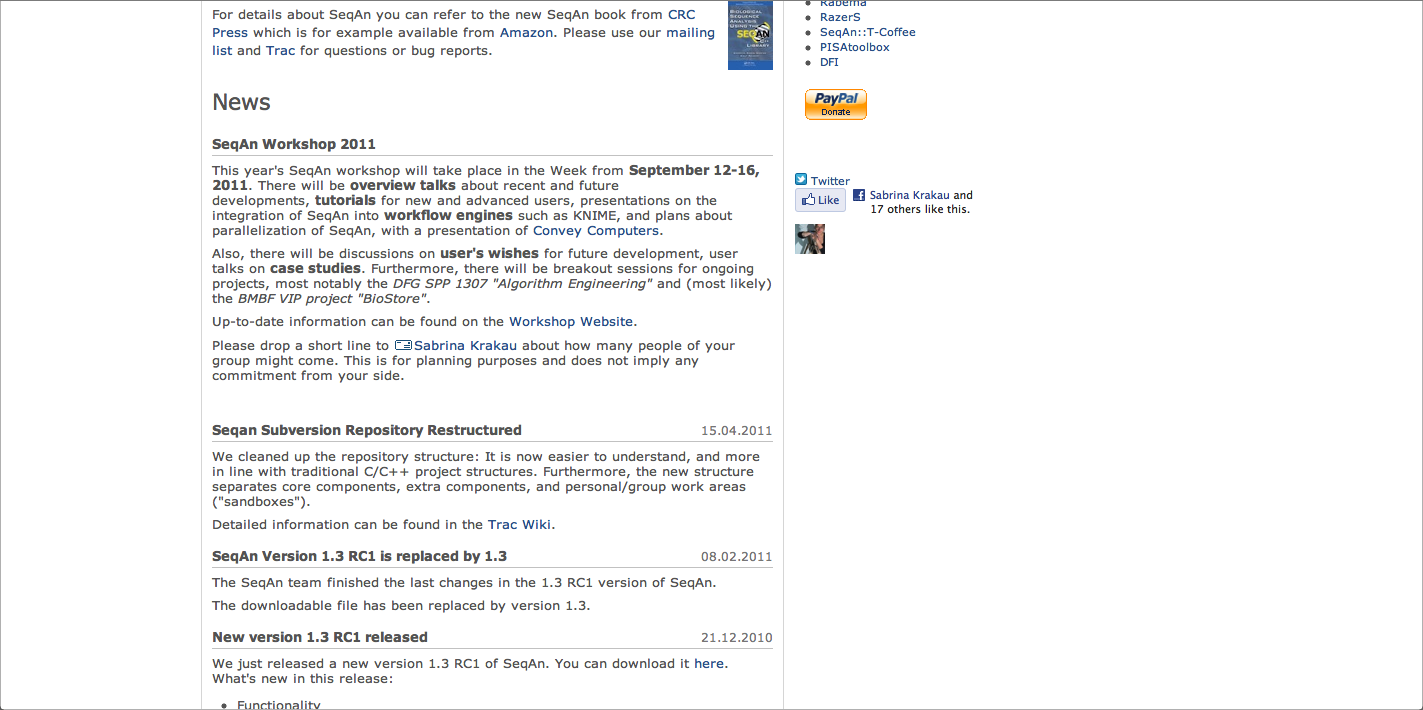 For details about SeqAn you can refer to the new SeqAn book from CRC
Press which is for example available from Amazon. Please use our mailing
list and Trac for questions or bug reports.
BIOLOGICAL
SEQUENCE
ANALYSIS
USING THE
SEQAN
C++
LIBRARY
News
SeqAn Workshop 2011
This year's SeqAn workshop will take place in the Week from September 12-16,
2011. There will be overview talks about recent and future
developments, tutorials for new and advanced users, presentations on the
integration of SeqAn into workflow engines such as KNIME, and plans about
parallelization of SeqAn, with a presentation of Convey Computers.
Also, there will be discussions on user's wishes for future development, user
talks on case studies. Furthermore, there will be breakout sessions for ongoing
projects, most notably the DFG SPP 1307 "Algorithm Engineering" and (most likely)
the BMBF VIP project "BioStore".
Up-to-date information can be found on the Workshop Website.
Please drop a short line to Sabrina Krakau about how many people of your
group might come. This is for planning purposes and does not imply any
commitment from your side.
Seqan Subversion Repository Restructured 15.04.2011
We cleaned up the repository structure: It is now easier to understand, and more
in line with traditional C/C++ project structures. Furthermore, the new structure
separates core components, extra components, and personal/group work areas
("sandboxes").
Detailed information can be found in the Trac Wiki.
SeqAn Version 1.3 RC1 is replaced by 1.3 08.02.2011
The SeqAn team finished the last changes in the 1.3 RC1 version of SeqAn.
The downloadable file has been replaced by version 1.3.
New version 1.3 RC1 released 21.12.2010
We just released a new version 1.3 RC1 of SeqAn. You can download it here.
What's new in this release:
• Functionality
• Rabema
• RazerS
• SeqAn::T-Coffee
• PISAtoolbox
• DFI
PayPal
Donate
Twitter
Like
Sabrina Krakau and
17 others like this.